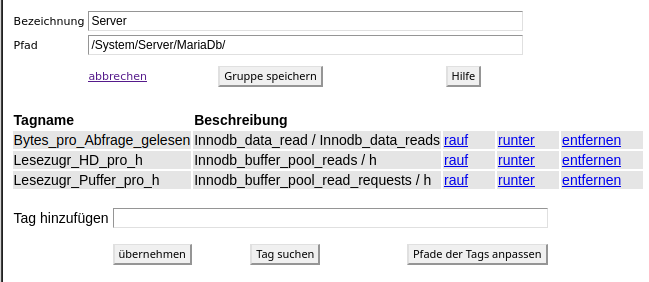 Bezeichnung Server
Pfad /System/Server/MariaDb/
abbrechen Gruppe speichern Hilfe
Tagname Beschreibung
Bytes_pro_Abfrage_gelesen Innodb_data_read / Innodb_data_reads rauf runter entfernen
Lesezugr_HD_pro_h Innodb_buffer_pool_reads / h rauf runter entfernen
Lesezugr_Puffer_pro_h Innodb_buffer_pool_read_requests / h rauf runter entfernen
Tag hinzufügen
übernehmen Tag suchen Pfade der Tags anpassen